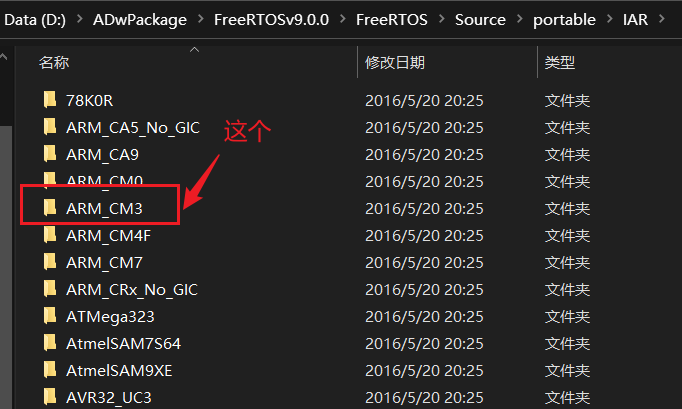 Data (D:) > ADwPackage > FreeRTOSv9.0.0 > FreeRTOS > Source > portable > IAR >
名称 修改日期 类型
78K0R 2016/5/20 20:25 文件夹
ARM_CA5_No_GIC 2016/5/20 20:25 文件夹
这个
ARM_CA9 2016/5/20 20:25 文件夹
ARM_CM0 2016/5/20 20:25 文件夹
ARM_CM3 2016/5/20 20:25 文件夹
ARM_CM4F 2016/5/20 20:25 文件夹
ARM_CM7 2016/5/20 20:25 文件夹
ARM_CRx_No_GIC 2016/5/20 20:25 文件夹
ATMega323 2016/5/20 20:25 文件夹
AtmelSAM7S64 2016/5/20 20:25 文件夹
AtmelSAM9XE 2016/5/20 20:25 文件夹
AVR32_UC3 2016/5/20 20:25 文件夹